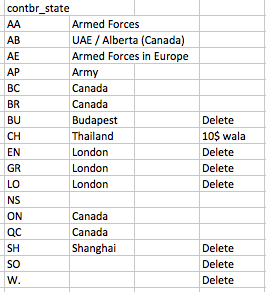 contbr_state
AA Armed Forces
AB UAE / Alberta (Canada)
AE Armed Forces in Europe
AP Army
BC Canada
BR Canada
BU Budapest Delete
CH Thailand 10$ wala
EN London Delete
GR London Delete
LO London Delete
NS
ON Canada
QC Canada
SH Shanghai Delete
SO Delete
W. Delete